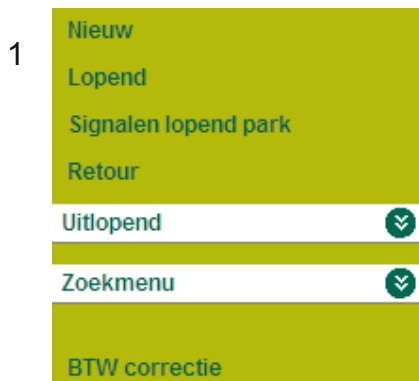 1
Nieuw
Lopend
Signalen lopend park
Retour
Uitlopend
Zoekmenu
BTW correctie